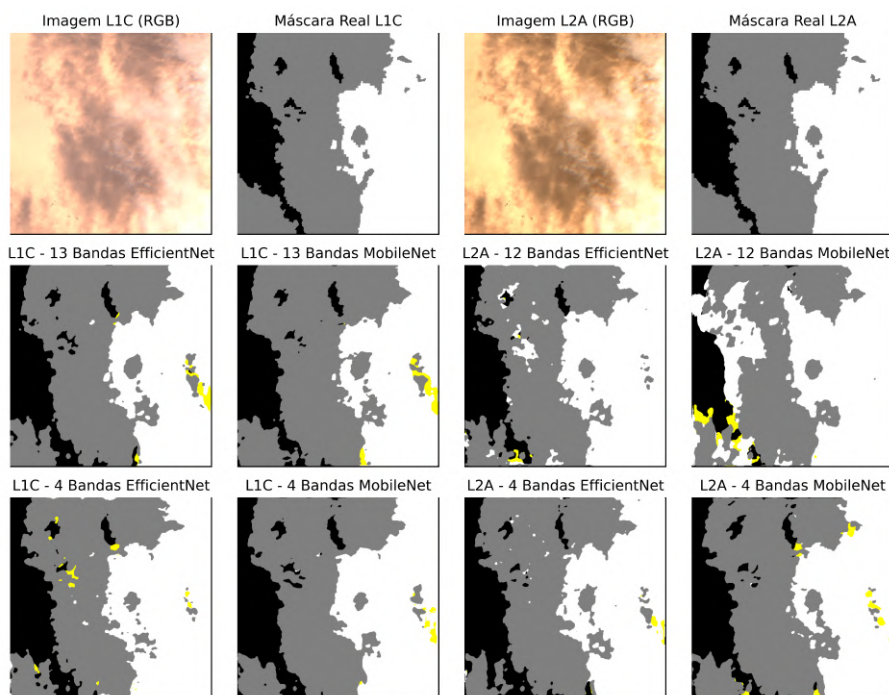 Imagem L1C (RGB)
Máscara Real L1C
Imagem L2A (RGB)
Máscara Real L2A
L1C - 13 Bandas EfficientNet
L1C - 13 Bandas MobileNet
L2A - 12 Bandas EfficientNet
L2A - 12 Bandas MobileNet
L1C - 4 Bandas EfficientNet
L1C - 4 Bandas MobileNet
L2A - 4 Bandas EfficientNet
L2A - 4 Bandas MobileNet